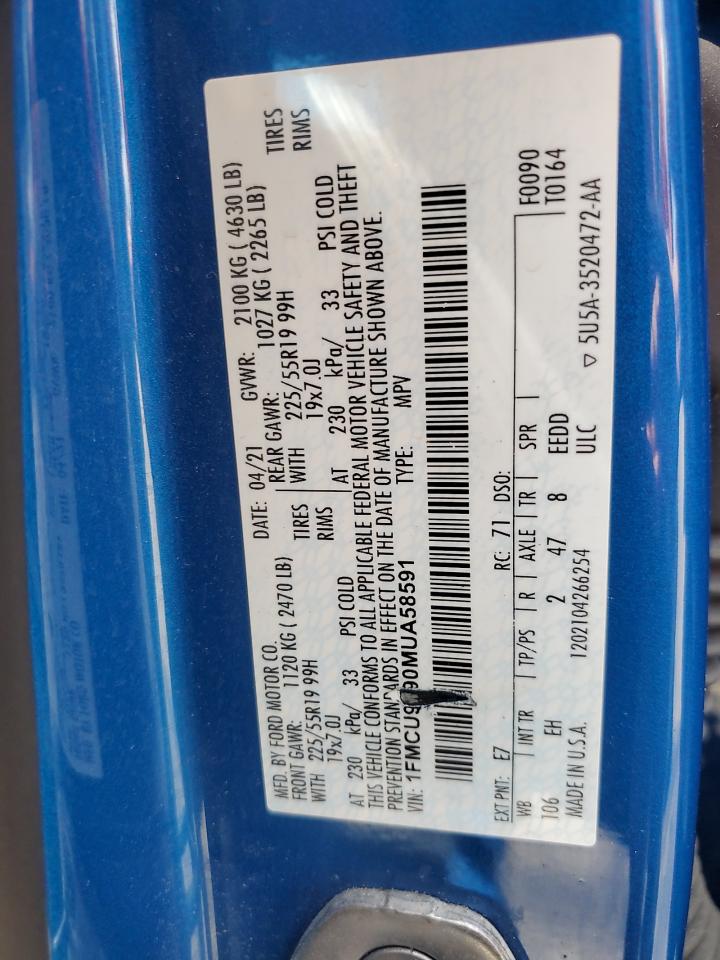 MFD. BY FORD MOTOR CO.
DATE: 04/21 GVWR: 2100 KG ( 4630 LB)
FRONT GAWR: 1120 KG ( 2470 LB) REAR GAWR: 1027 KG ( 2265 LB)
WITH 225/55R19 99H TIRES WITH 225/55R19 99H TIRES
19x7.0J RIMS 19x7.0J RIMS
AT 230 kPa/ 33 PSI COLD AT 230 kPa/ 33 PSI COLD
THIS VEHICLE CONFORMS TO ALL APPLICABLE FEDERAL MOTOR VEHICLE SAFETY AND THEFT
PREVENTION STANDARDS IN EFFECT ON THE DATE OF MANUFACTURE SHOWN ABOVE.
VIN: 1FMCU9 90MUA58591 TYPE: MPV
EXT PNT: E7 RC: 71 DSO:
WB INT TR TP/PS R AXLE TR SPR F0090
106 EH 2 47 8 EEDD T0164
MADE IN U.S.A. 1202104266254 ULC ▽ 5U5A-3520472-AA